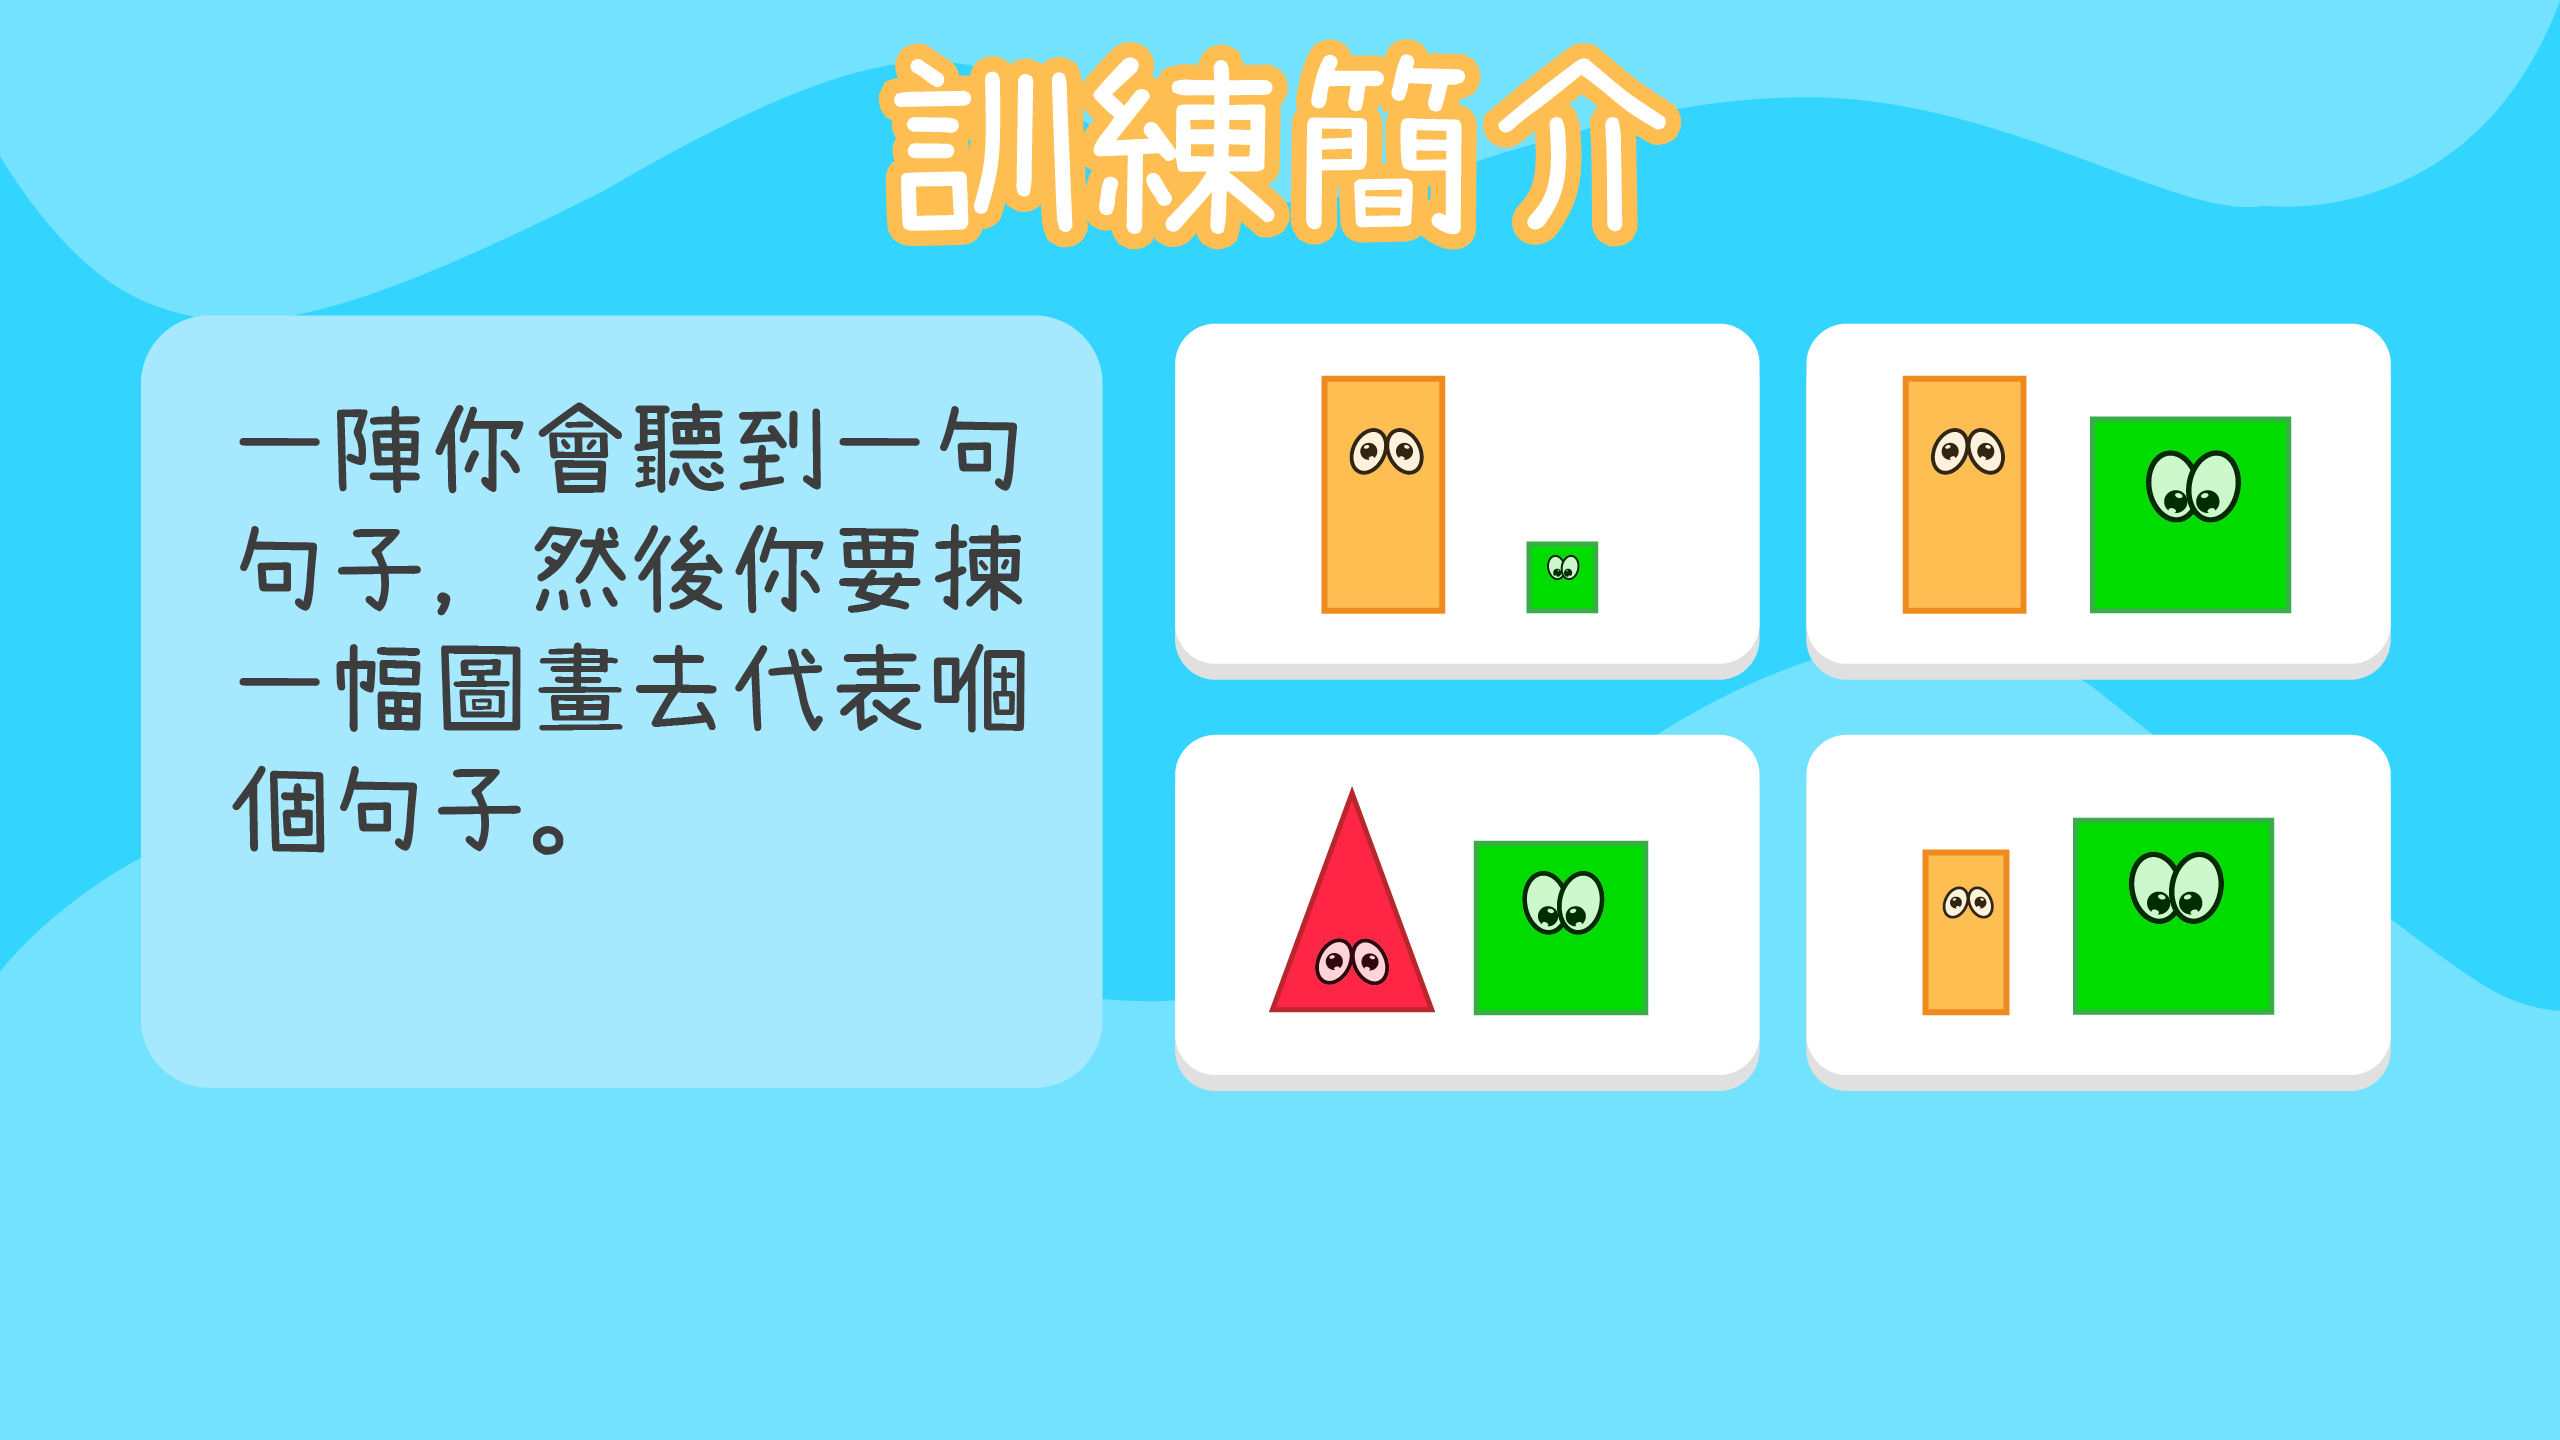 訓練簡介
一陣你會聽到一句
句子，然後你要揀
一幅圖畫去代表嗰
個句子。